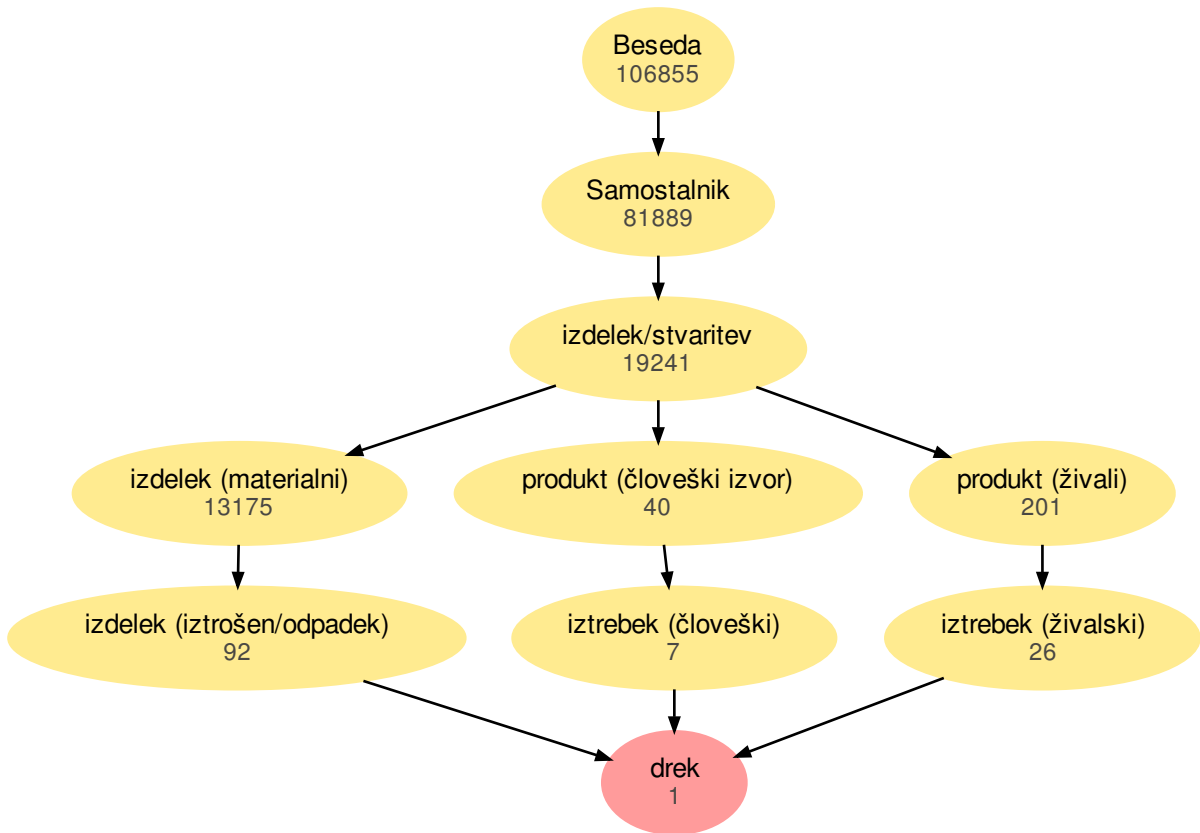 Beseda
106855
Samostalnik
81889
izdelek/stvaritev
19241
izdelek (materialni)
13175
produkt (človeški izvor)
40
produkt (živali)
201
izdelek (iztrošen/odpadek)
92
iztrebek (človeški)
7
iztrebek (živalski)
26
drek
1